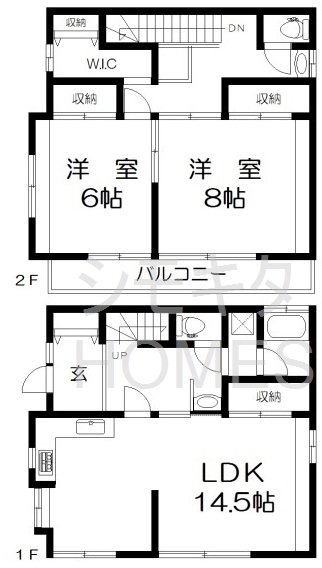 収納
DN
W.I.C
収納
収納
洋 室
6帖
洋 室
8帖
バルコニー
2F
シモキタ
HOMES
UP
玄
収納
LDK
14.5帖
1F